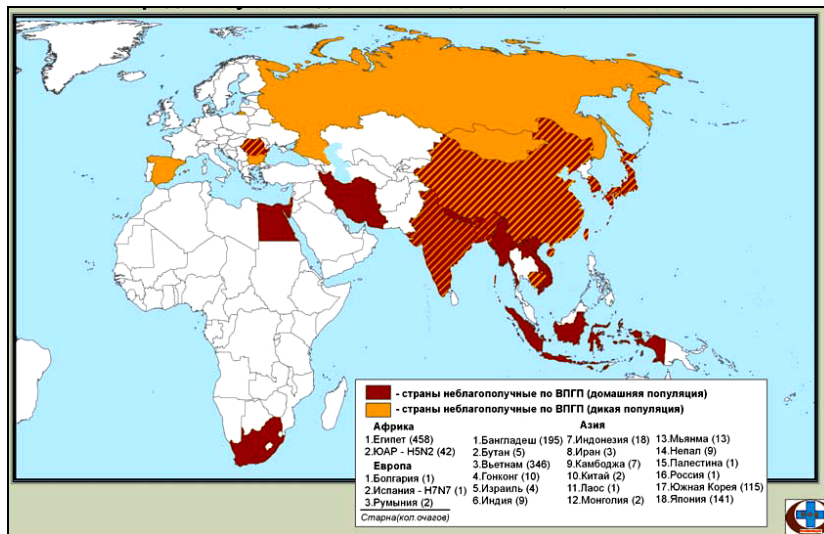 - страны неблагополучные по ВПГП (домашняя популяция)
- страны неблагополучные по ВПГП (дикая популяция)
Африка
1.Египет (458)
2.ЮАР - H5N2 (42)
Европа
1.Болгария (1)
2.Испания - H7N7 (1)
3.Румыния (2)
Старна(кол.очагов)
Азия
1.Бангладеш (195)
2.Бутан (5)
3.Вьетнам (346)
4.Гонконг (10)
5.Израиль (4)
6.Индия (9)
7.Индонезия (18)
8.Иран (3)
9.Камбоджа (7)
10.Китай (2)
11.Лаос (1)
12.Монголия (2)
13.Мьянма (13)
14.Непал (9)
15.Палестина (1)
16.Россия (1)
17.Южная Корея (115)
18.Япония (141)